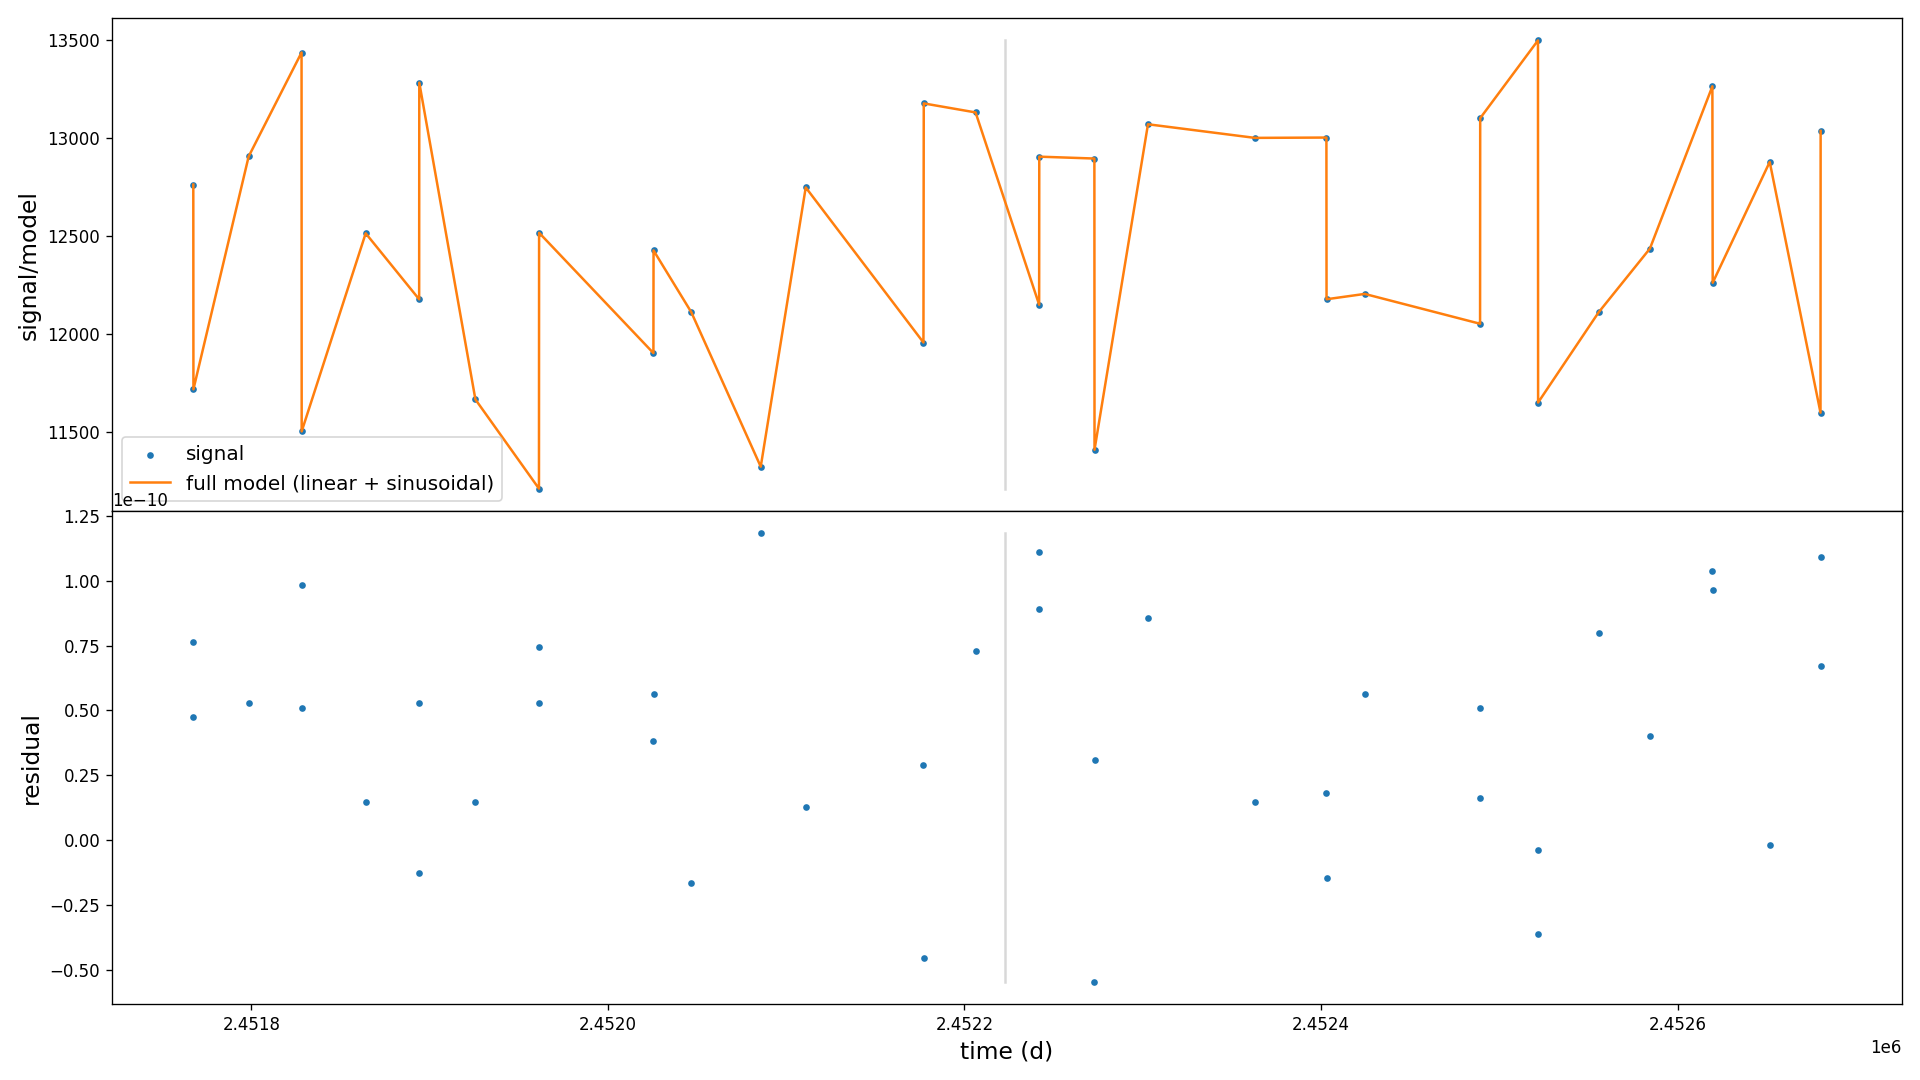 13500
13000
12500
12000
11500
signal/model
signal
full model (linear + sinusoidal)
1e−10
1.25
1.00
0.75
0.50
0.25
0.00
−0.25
−0.50
residual
2.4518
2.4520
2.4522
2.4524
2.4526
time (d)
1e6